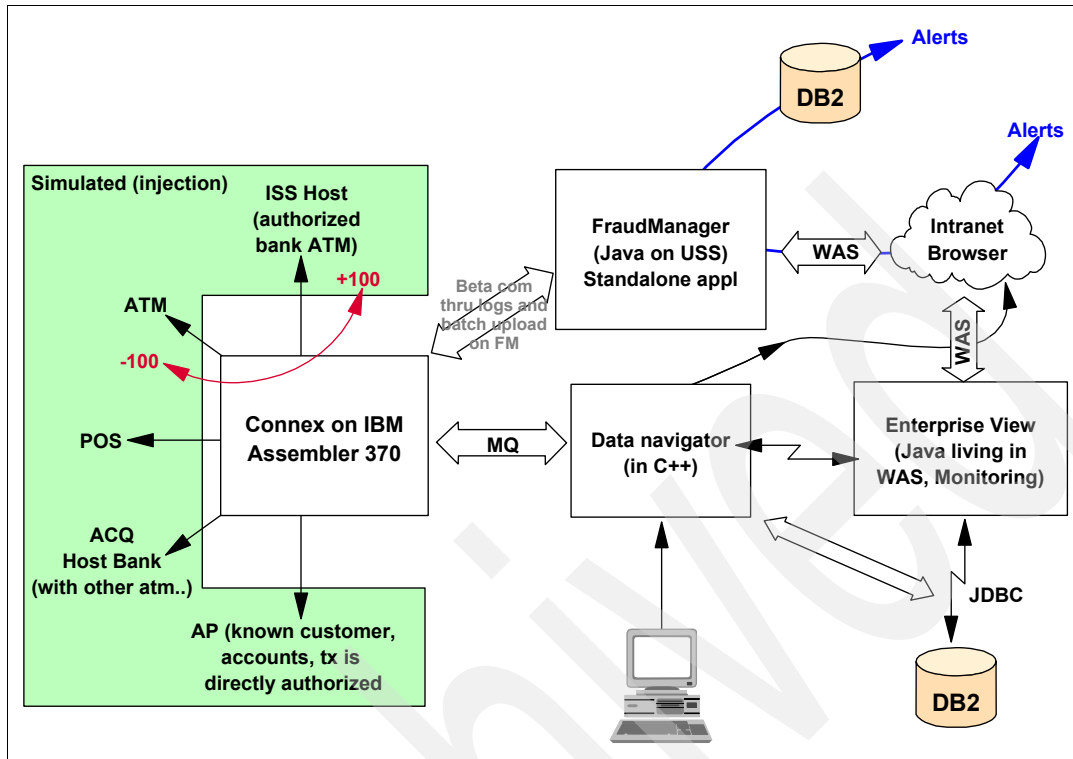 Alerts
DB2
Alerts
Simulated (injection)
ISS Host
(authorized
bank ATM)
+100
ATM
-100
POS
ACQ
Host Bank
(with other atm..)
AP (known customer,
accounts, tx is
directly authorized
Connex on IBM
Assembler 370
Beta com
thru logs and
batch upload
on FM
MQ
FraudManager
(Java on USS)
Standalone appl
WAS
Intranet
Browser
WAS
Data navigator
(in C++)
Enterprise View
(Java living in
WAS, Monitoring)
JDBC
DB2